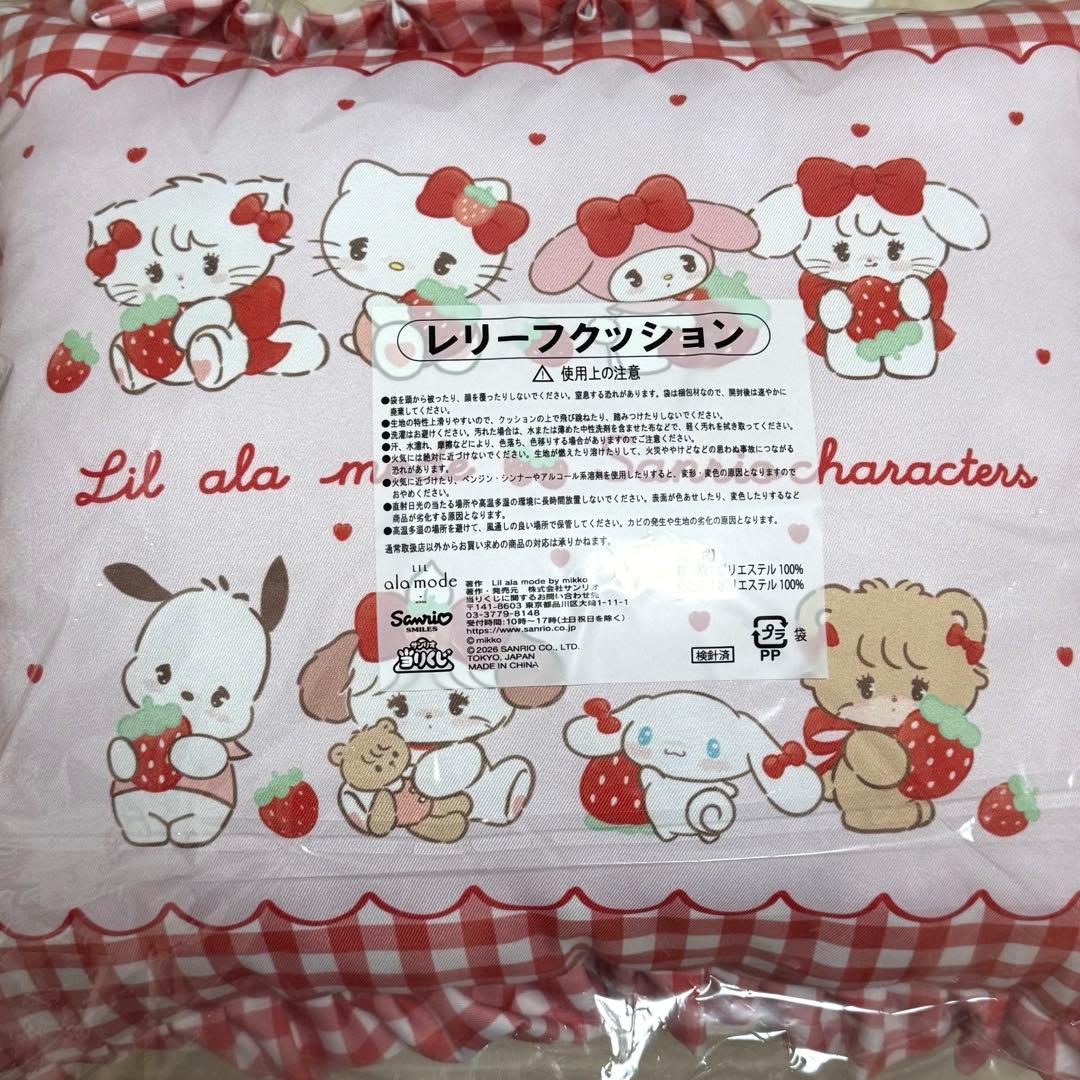 レリーフクッション
使用上の注意
●袋を頭から被ったり、顔を覆ったりしないでください。窒息する恐れがあります。袋は梱包材なので、開封後は速やかに
廃棄してください。
●生地の特性上滑りやすいので、クッションの上で飛び跳ねたり、踏みつけたりしないでください。
●洗濯はお避けください。汚れた場合は、水または薄めた中性洗剤を含ませた布などで、軽く汚れを拭き取ってください。
●汗、水濡れ、摩擦などにより、色落ち、色移りする場合がありますのでご注意ください。
●火気には絶対に近づけないでください。生地が燃えたり溶けたりして、火災ややけどなどの思わぬ事故につながる
恐れがあります。
●火気に近づけたり、ベンジン・シンナーやアルコール系溶剤を使用したりすると、変形・変色の原因となりますので
おやめください。
●直射日光の当たる場所や高温多湿の環境に長時間放置しないでください。表面が色あせしたり、変色したりするなど
商品が劣化する原因となります。
●高温多湿の場所を避けて、風通しの良い場所で保管してください。カビの発生や生地の劣化の原因となります。
通常取扱店以外からお買い求めの商品の対応は承りかねます。
Lil ala characters
リエステル100%
リエステル100%
LIL
ala mode
Sanrio
SMILES
サンリオ
当りくじ
著作 Lil ala mode by mikko
著作・発売元 株式会社サンリオ
当りくじに関するお問い合わせ先
〒141-8603 東京都品川区大崎1-11-1
03-3779-8148
受付時間:10時〜17時(土日祝日を除く)
https://www.sanrio.co.jp
©mikko
©2026 SANRIO CO., LTD.
TOKYO, JAPAN
MADE IN CHINA
検針済
プラ
PP
袋